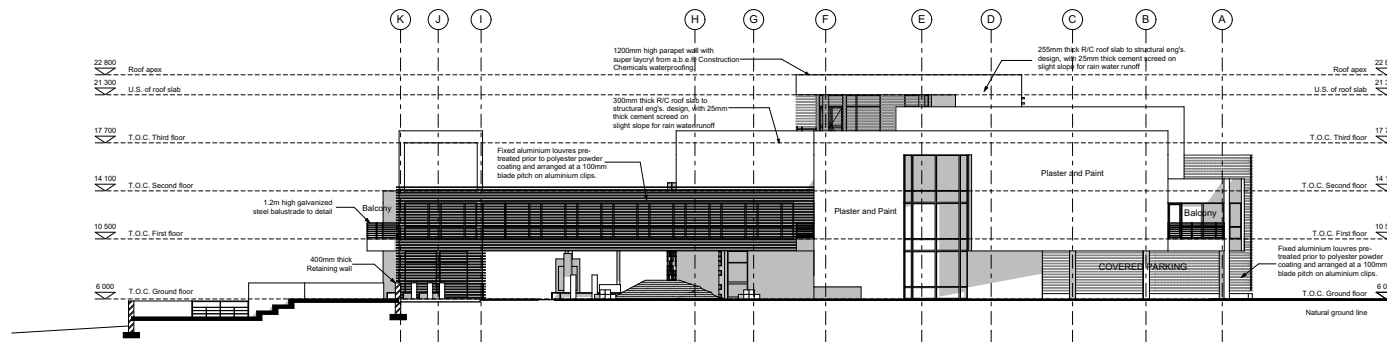 K J I H G F E D C B A
1200mm high parapet wall with
super laycryl from a.b.e.® Construction
Chemicals waterproofing.
255mm thick R/C roof slab to structural eng's.
design, with 25mm thick cement screed on
slight slope for rain water runoff
22 800
Roof apex
Roof apex
21 300
U.S. of roof slab
U.S. of roof slab
300mm thick R/C roof slab to
structural eng's. design, with 25mm
thick cement screed on
slight slope for rain water runoff
17 700
T.O.C. Third floor
T.O.C. Third floor
Fixed aluminium louvres pre-
treated prior to polyester powder
coating and arranged at a 100mm
blade pitch on aluminium clips.
Plaster and Paint
14 100
T.O.C. Second floor
T.O.C. Second floor
1.2m high galvanized
steel balustrade to detail
Balcony
Plaster and Paint
Balcony
10 500
T.O.C. First floor
T.O.C. First floor
400mm thick
Retaining wall
Fixed aluminium louvres pre-
treated prior to polyester powder
coating and arranged at a 100mm
blade pitch on aluminium clips.
COVERED PARKING
6 000
T.O.C. Ground floor
T.O.C. Ground floor
Natural ground line